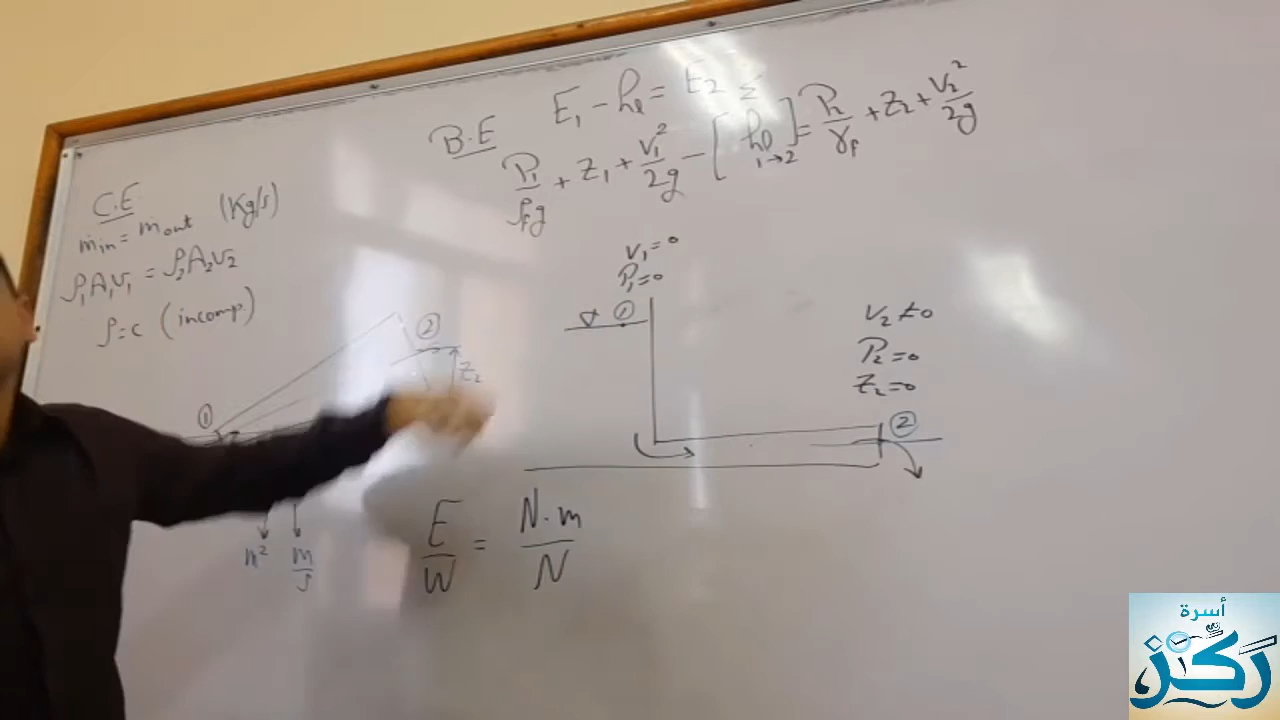 C.E
ṁin = ṁout (Kg/s)
ρ₁A₁V₁ = ρ₂A₂V₂
ρ=c (incomp.)
①
②
Z₂
m²
m/s
B.E
E₁ - hℓ = E₂
P₁/ρfg + Z₁ + V₁²/2g - [Σ hℓ 1→2] = P₂/γf + Z₂ + V₂²/2g
V₁=0
P₁=0
①
V₂≠0
P₂=0
Z₂=0
②
E/W = N·m/N
أسرة
رَكِّز